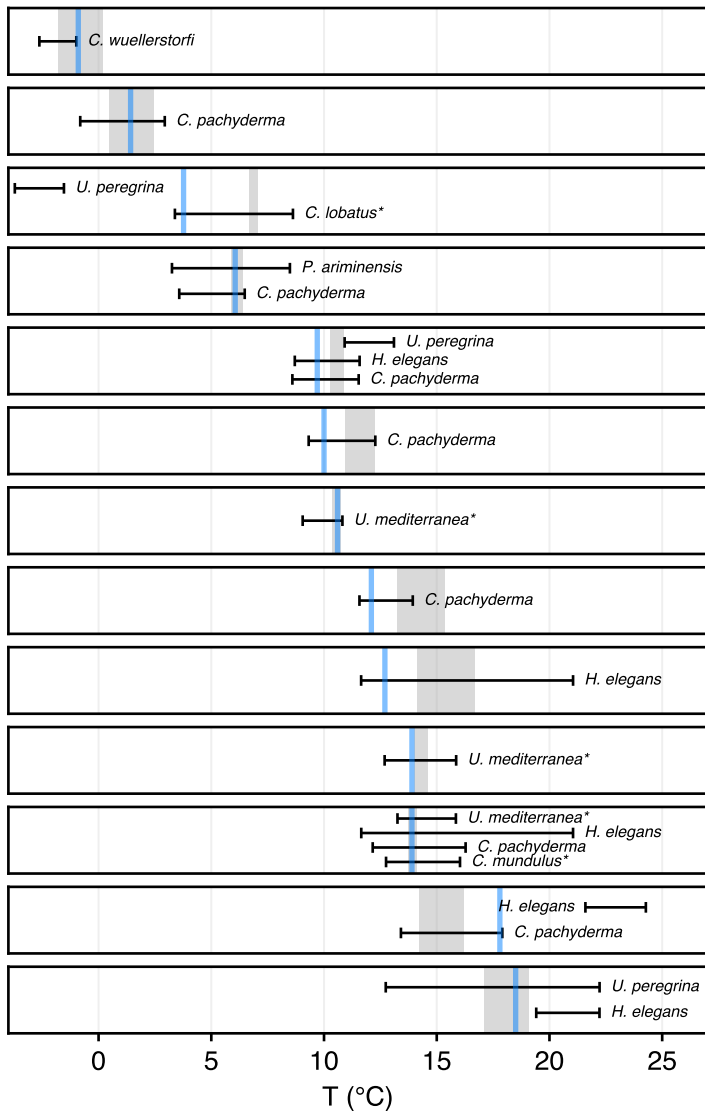 C. wuellerstorfi
C. pachyderma
U. peregrina
C. lobatus*
P. ariminensis
C. pachyderma
U. peregrina
H. elegans
C. pachyderma
C. pachyderma
U. mediterranea*
C. pachyderma
H. elegans
U. mediterranea*
U. mediterranea*
H. elegans
C. pachyderma
C. mundulus*
H. elegans
C. pachyderma
U. peregrina
H. elegans
0 5 10 15 20 25
T (°C)